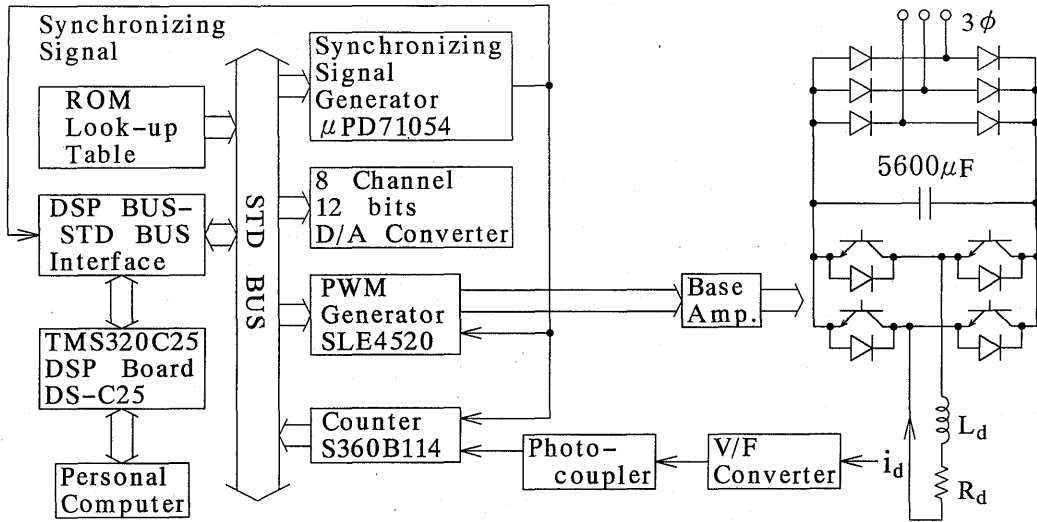 Synchronizing
Signal
ROM
Look-up
Table
DSP BUS-
STD BUS
Interface
TMS320C25
DSP Board
DS-C25
Personal
Computer
STD BUS
Synchronizing
Signal
Generator
μPD71054
8 Channel
12 bits
D/A Converter
PWM
Generator
SLE4520
Counter
S360B114
Photo-
coupler
V/F
Converter
Base
Amp.
3ϕ
5600μF
i_d
L_d
R_d